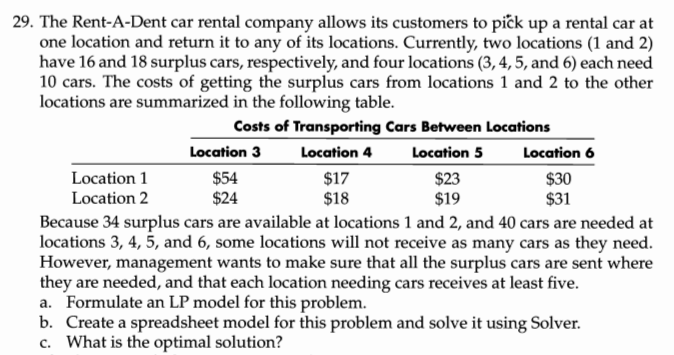 29. The Rent-A-Dent car rental company allows its customers to pick up a rental car at
one location and return it to any of its locations. Currently, two locations (1 and 2)
have 16 and 18 surplus cars, respectively, and four locations (3, 4, 5, and 6) each need
10 cars. The costs of getting the surplus cars from locations 1 and 2 to the other
locations are summarized in the following table.
Costs of Transporting Cars Between Locations
Location 3 Location 4 Location 5 Location 6
Location 1 $54 $17 $23 $30
Location 2 $24 $18 $19 $31
Because 34 surplus cars are available at locations 1 and 2, and 40 cars are needed at
locations 3, 4, 5, and 6, some locations will not receive as many cars as they need.
However, management wants to make sure that all the surplus cars are sent where
they are needed, and that each location needing cars receives at least five.
a. Formulate an LP model for this problem.
b. Create a spreadsheet model for this problem and solve it using Solver.
c. What is the optimal solution?